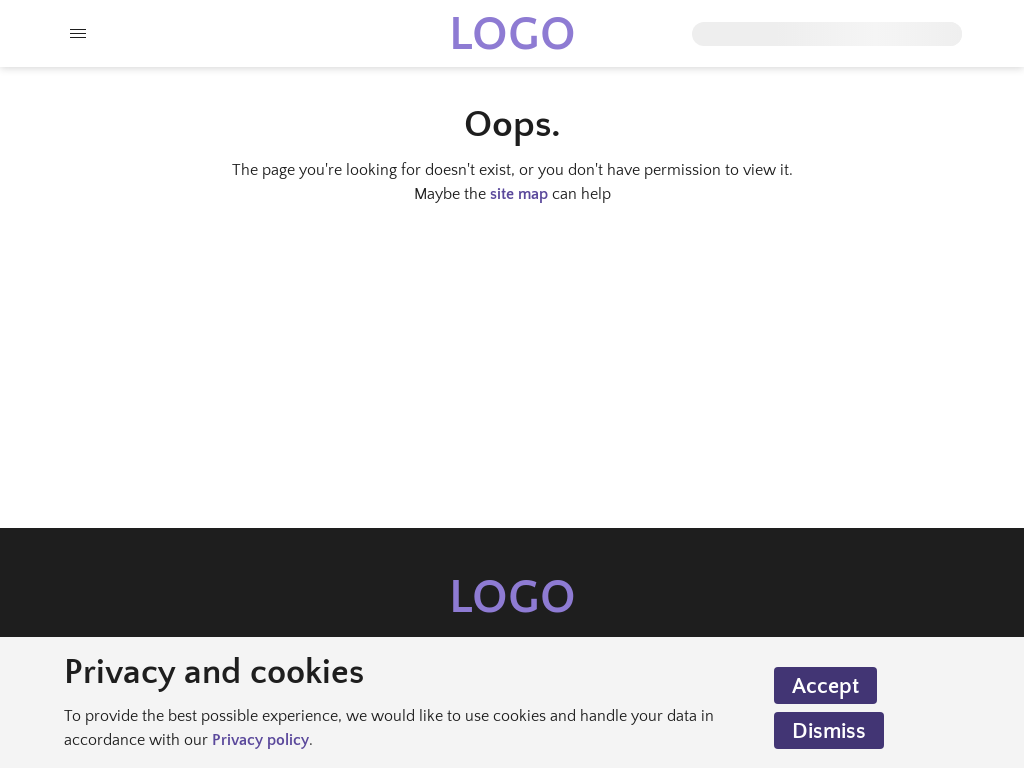 LOGO
Oops.
The page you're looking for doesn't exist, or you don't have permission to view it.
Maybe the site map can help
LOGO
Privacy and cookies
To provide the best possible experience, we would like to use cookies and handle your data in
accordance with our Privacy policy.
Accept
Dismiss